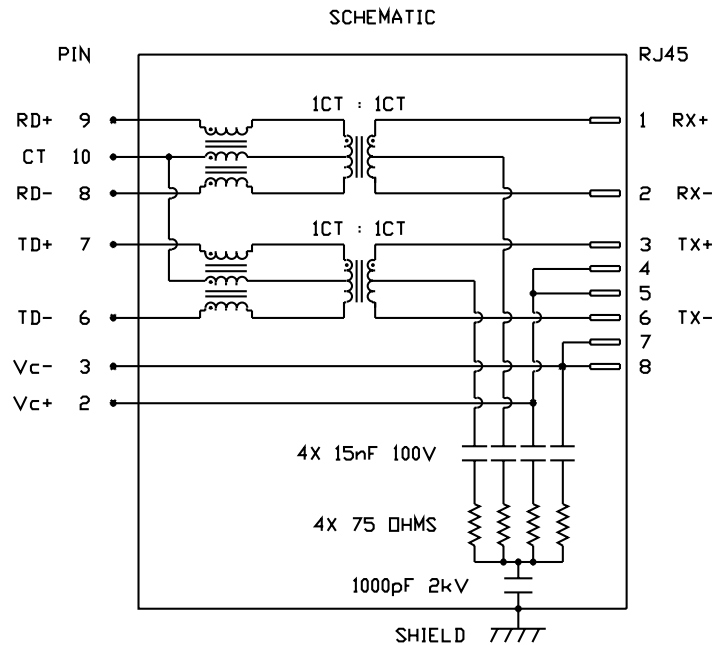 SCHEMATIC
PIN RJ45
1CT : 1CT
RD+ 9 1 RX+
CT 10
RD- 8 2 RX-
1CT : 1CT
TD+ 7 3 TX+
4
5
TD- 6 6 TX-
7
Vc- 3 8
Vc+ 2
4X 15nF 100V
4X 75 OHMS
1000pF 2kV
SHIELD